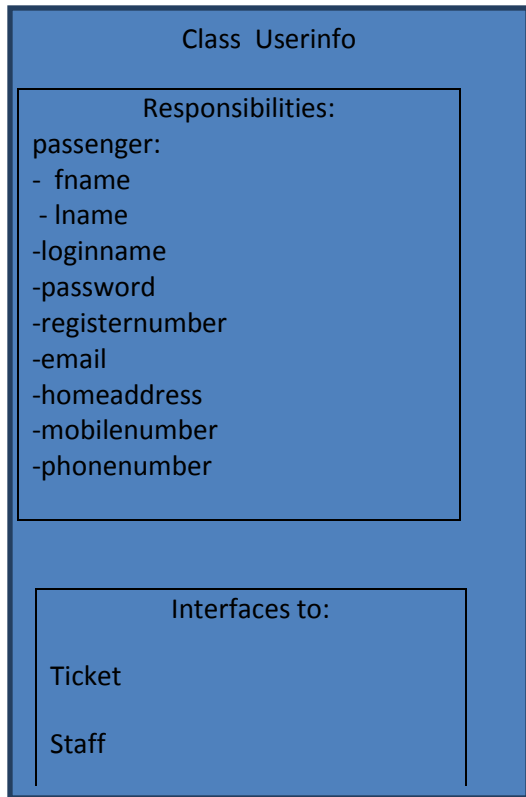 Class  Userinfo
Responsibilities:
passenger:
-  fname
- lname
-loginname
-password
-registernumber
-email
-homeaddress
-mobilenumber
-phonenumber
Interfaces to:
Ticket
Staff